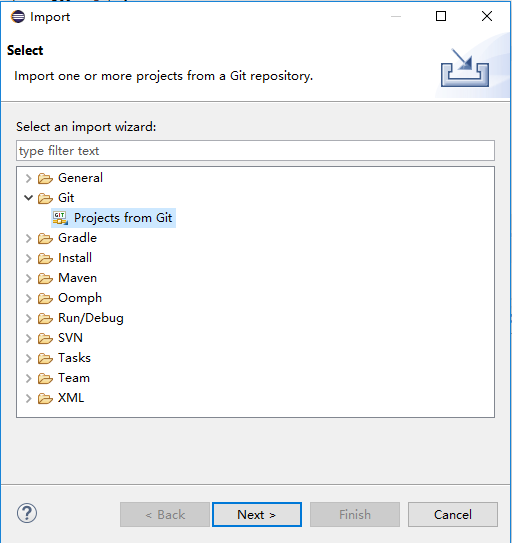 Import
Select
Import one or more projects from a Git repository.
Select an import wizard:
type filter text
General
Git
GIT Projects from Git
Gradle
Install
Maven
Oomph
Run/Debug
SVN
Tasks
Team
XML
? < Back Next > Finish Cancel